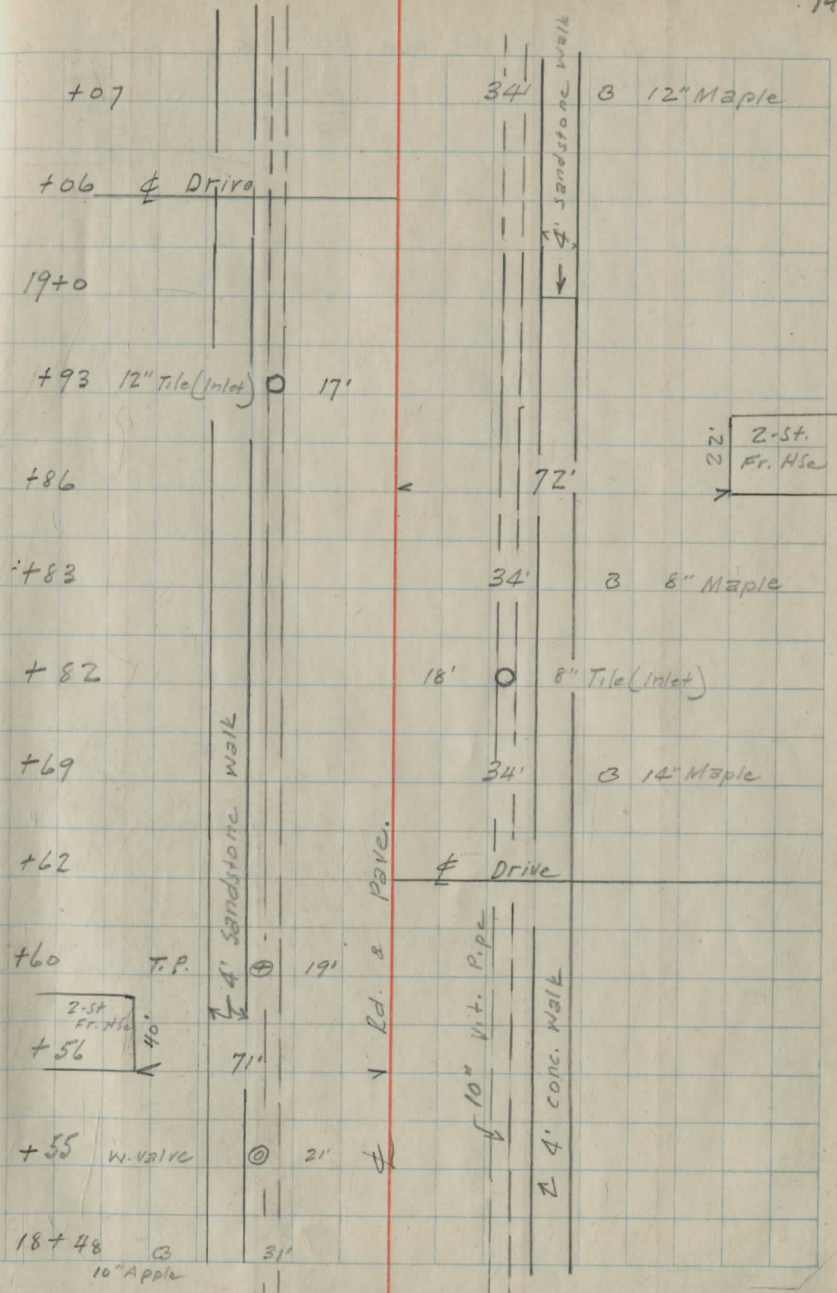 14
+07 34' 12" Maple
4' Sandstone Walk
+06 ℄ Drive
19+0
+93 12" Tile (Inlet) 17'
22' 2-St.
Fr. Hse
+86 72'
+83 34' 8" Maple
+82 18' 8" Tile (Inlet)
+69 34' 14" Maple
4' Sandstone Walk
+62 ℄ Drive
℄ Rd. & Pave.
10" Vit. Pipe
4' Conc. Walk
+60 T.P. 19'
2-St
Fr. Hse
40'
+56 71'
+55 W. Valve 21'
18+48 31'
10" Apple